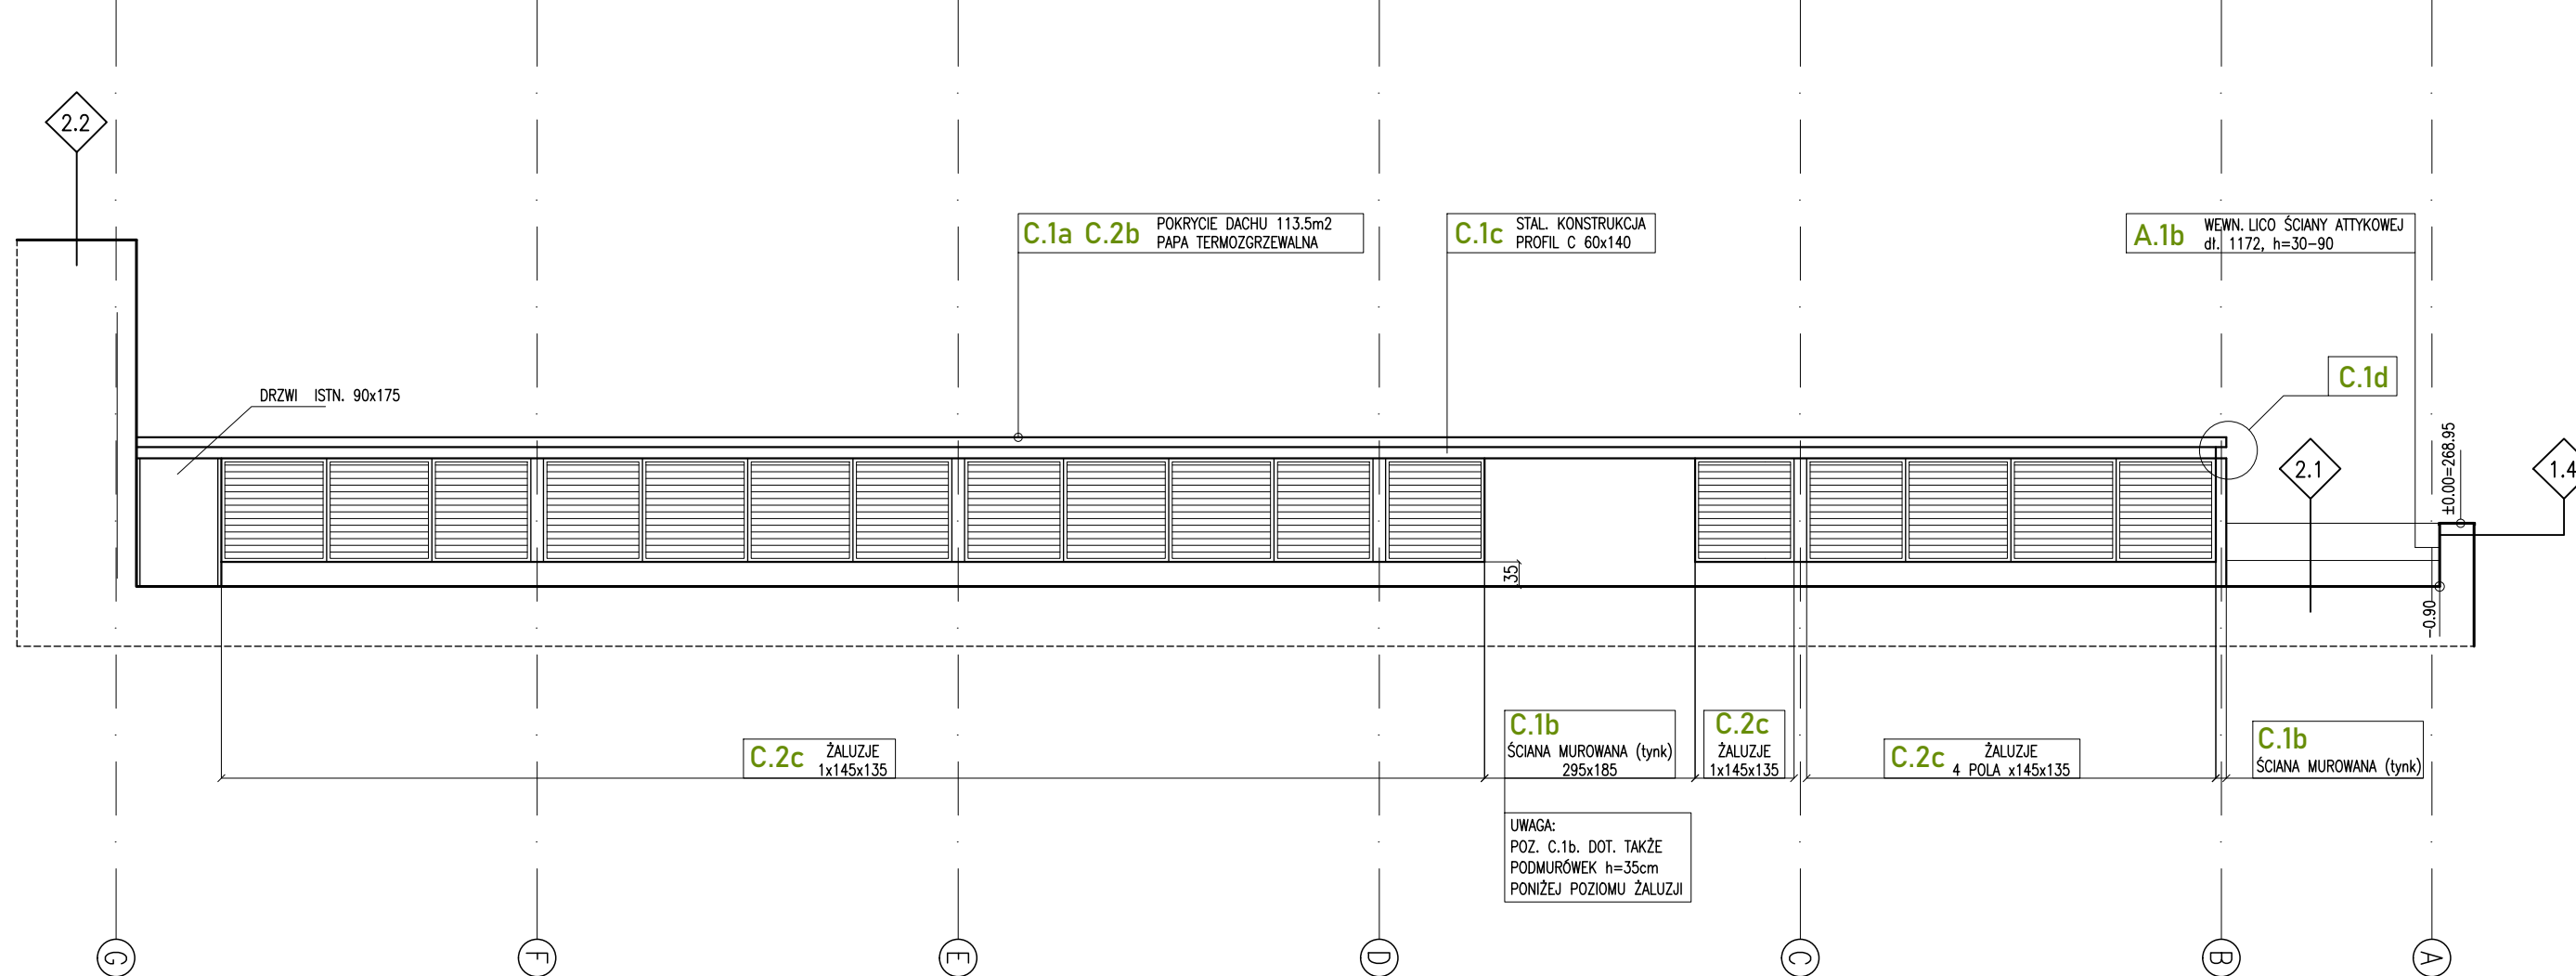 2.2
C.1a C.2b POKRYCIE DACHU 113.5m2
PAPA TERMOZGRZEWALNA
C.1c STAL. KONSTRUKCJA
PROFIL C 60x140
A.1b WEWN. LICO ŚCIANY ATTYKOWEJ
dł. 1172, h=30-90
C.1d
DRZWI ISTN. 90x175
±0.00=268.95
2.1
1.4
35
-0.90
C.2c ŻALUZJE
1x145x135
C.1b
ŚCIANA MUROWANA (tynk)
295x185
C.2c
ŻALUZJE
1x145x135
C.2c ŻALUZJE
4 POLA x145x135
C.1b
ŚCIANA MUROWANA (tynk)
UWAGA:
POZ. C.1b. DOT. TAKŻE
PODMURÓWEK h=35cm
PONIŻEJ POZIOMU ŻALUZJI
G
F
E
D
C
B
A